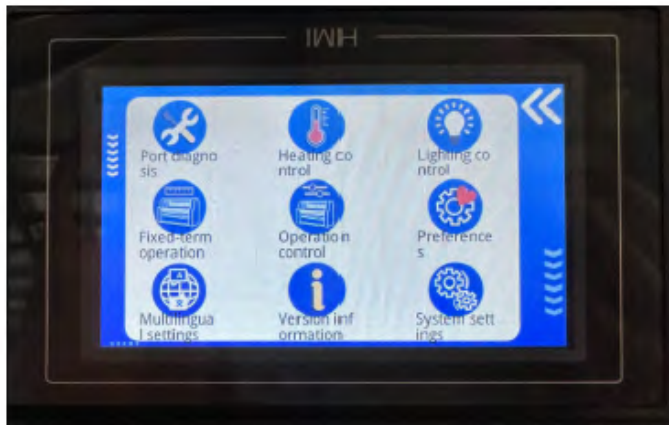 HMI
Port diagno
sis
Heating co
ntrol
Lighting co
ntrol
Fixed-term
operation
Operation
control
Preference
s
Multilingua
l settings
Version inf
ormation
System sett
ings